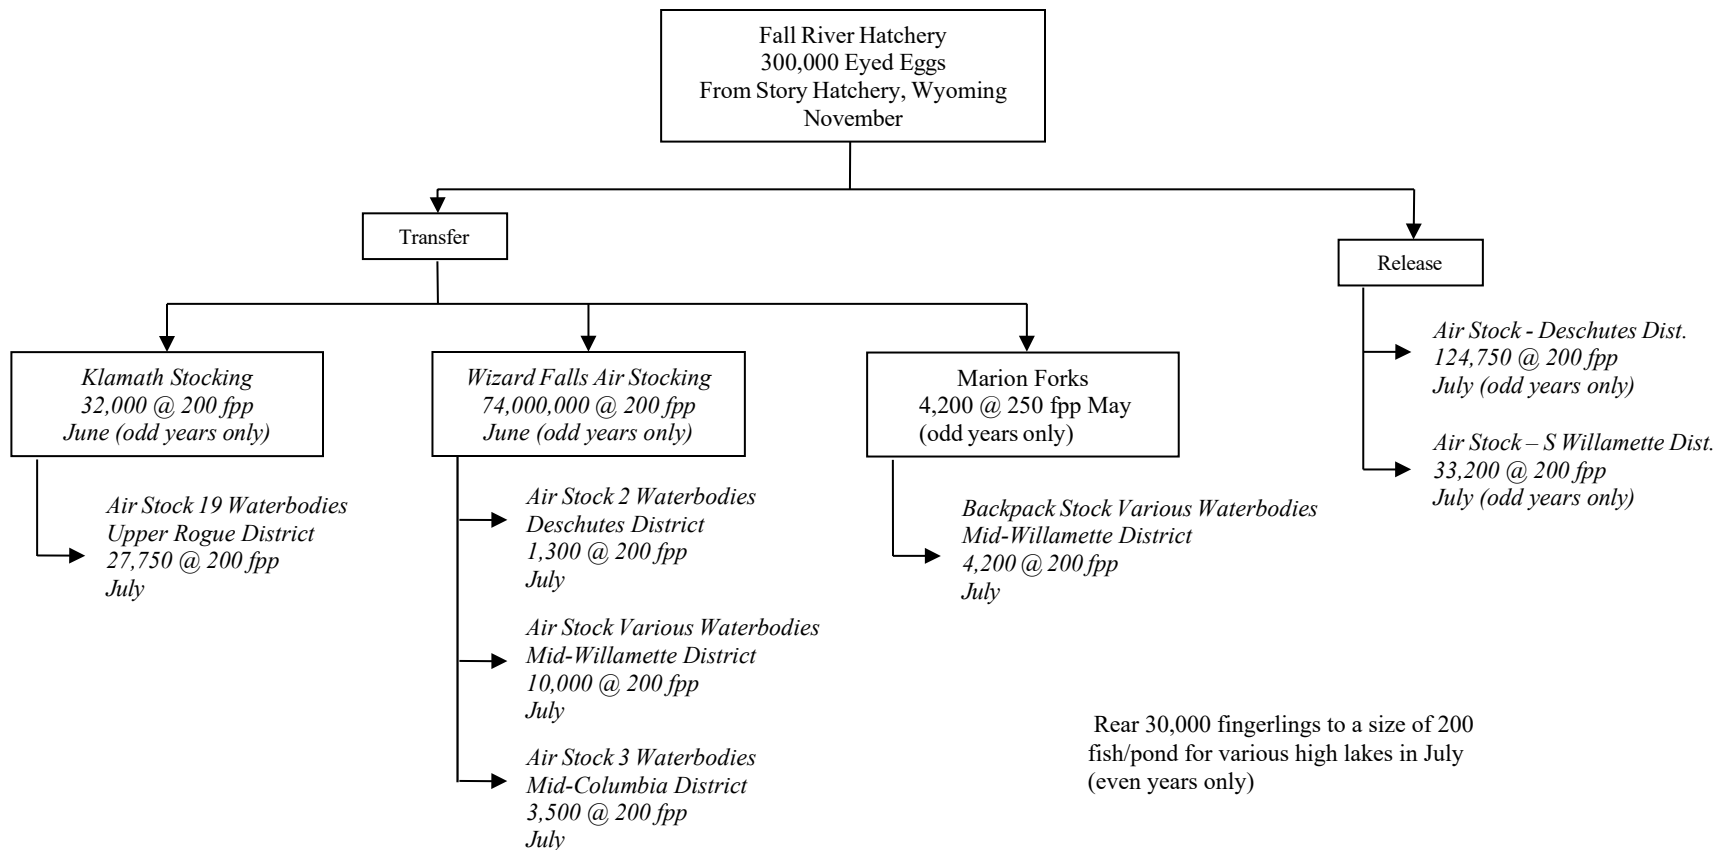 Fall River Hatchery
300,000 Eyed Eggs
From Story Hatchery, Wyoming
November
Transfer
Release
Klamath Stocking
32,000 @ 200 fpp
June (odd years only)
Air Stock 19 Waterbodies
Upper Rogue District
27,750 @ 200 fpp
July
Wizard Falls Air Stocking
74,000,000 @ 200 fpp
June (odd years only)
Air Stock 2 Waterbodies
Deschutes District
1,300 @ 200 fpp
July
Air Stock Various Waterbodies
Mid-Willamette District
10,000 @ 200 fpp
July
Air Stock 3 Waterbodies
Mid-Columbia District
3,500 @ 200 fpp
July
Marion Forks
4,200 @ 250 fpp May
(odd years only)
Backpack Stock Various Waterbodies
Mid-Willamette District
4,200 @ 200 fpp
July
Air Stock - Deschutes Dist.
124,750 @ 200 fpp
July (odd years only)
Air Stock – S Willamette Dist.
33,200 @ 200 fpp
July (odd years only)
Rear 30,000 fingerlings to a size of 200
fish/pond for various high lakes in July
(even years only)